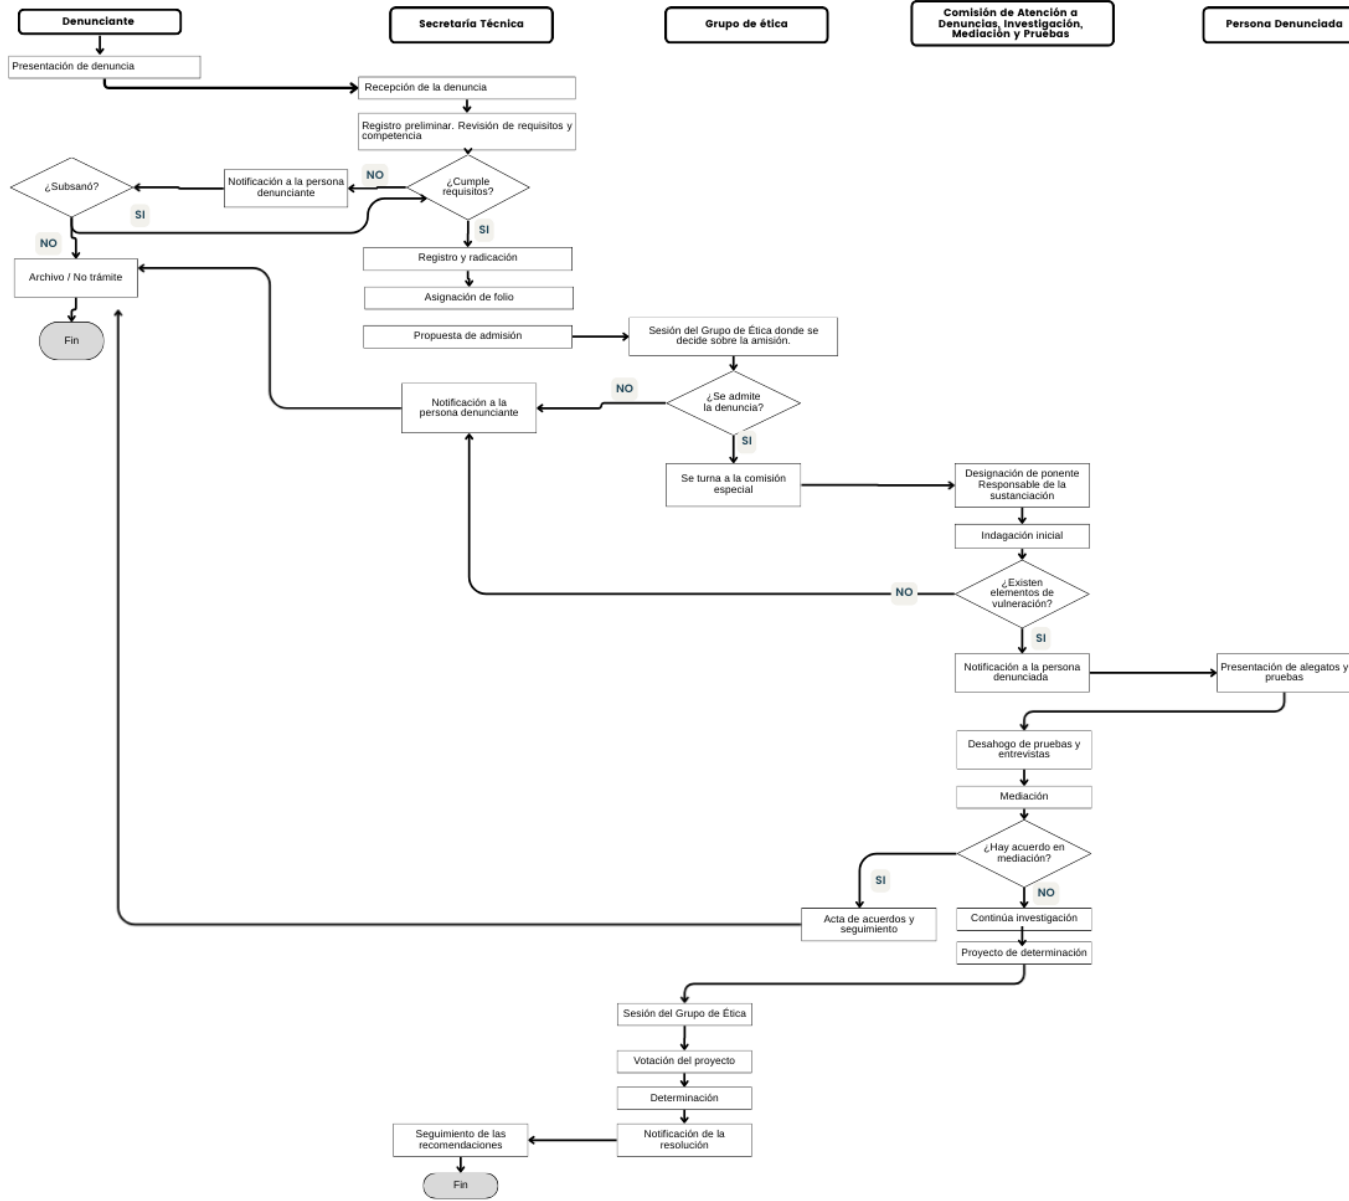 Denunciante
Secretaría Técnica
Grupo de ética
Comisión de Atención a
Denuncias, Investigación,
Mediación y Pruebas
Persona Denunciada
Presentación de denuncia
Recepción de la denuncia
Registro preliminar. Revisión de requisitos y
competencia
¿Subsanó?
Notificación a la persona
denunciante
NO
¿Cumple
requisitos?
SI
SI
NO
Registro y radicación
Archivo / No trámite
Asignación de folio
Fin
Propuesta de admisión
Sesión del Grupo de Ética donde se
decide sobre la amisión.
Notificación a la
persona denunciante
NO
¿Se admite
la denuncia?
SI
Se turna a la comisión
especial
Designación de ponente
Responsable de la
sustanciación
Indagación inicial
NO
¿Existen
elementos de
vulneración?
SI
Notificación a la persona
denunciada
Presentación de alegatos y
pruebas
Desahogo de pruebas y
entrevistas
Mediación
¿Hay acuerdo en
mediación?
SI
NO
Acta de acuerdos y
seguimiento
Continúa investigación
Proyecto de determinación
Sesión del Grupo de Ética
Votación del proyecto
Determinación
Seguimiento de las
recomendaciones
Notificación de la
resolución
Fin